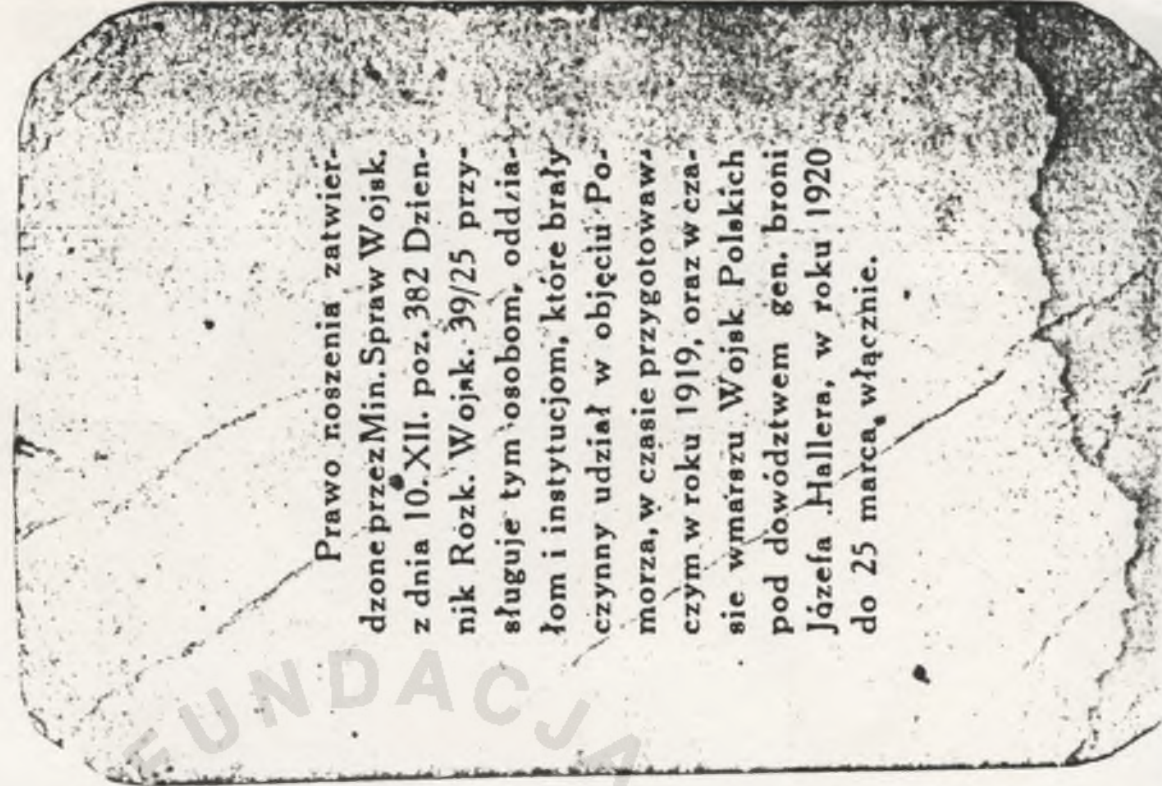 Prawo noszenia zatwier-
dzone przez Min. Spraw Wojsk.
z dnia 10. XII. poz. 382 Dzien-
nik Rozk. Wojsk. 39/25 przy-
sługuje tym osobom, oddzia-
łom i instytucjom, które brały
czynny udział w objęciu Po-
morza, w czasie przygotowaw-
czym w roku 1919, oraz w cza-
sie wmarszu Wojsk Polskich
pod dowództwem gen. broni
Józefa Hallera, w roku 1920
do 25 marca włącznie.
FUNDACJA